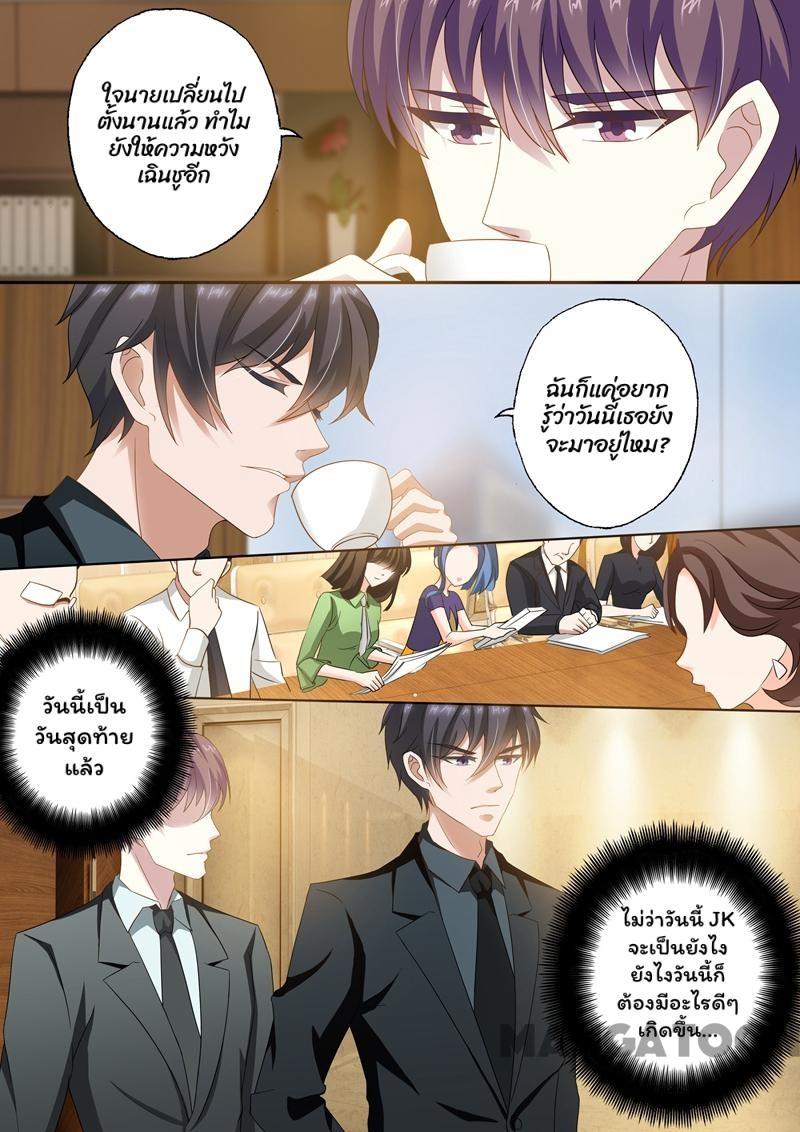 ใจนายเปลี่ยนไป
ตั้งนานแล้ว ทำไม
ยังให้ความหวัง
เฉินชูอีก
ฉันก็แค่อยาก
รู้ว่าวันนี้เธอยัง
จะมาอยู่ไหม?
วันนี้เป็น
วันสุดท้าย
แล้ว
ไม่ว่าวันนี้ JK
จะเป็นยังไง
ยังไงวันนี้ก็
ต้องมีอะไรดีๆ
เกิดขึ้น...
MANGATOON